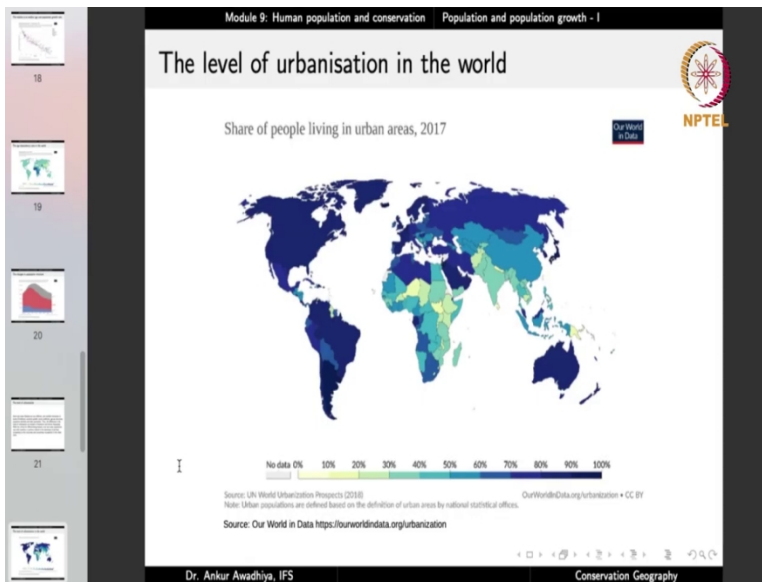 Module 9: Human population and conservation Population and population growth - I
The level of urbanisation in the world
NPTEL
Share of people living in urban areas, 2017
Our World
in Data
No data 0% 10% 20% 30% 40% 50% 60% 70% 80% 90% 100%
Source: UN World Urbanization Prospects (2018) OurWorldInData.org/urbanization • CC BY
Note: Urban populations are defined based on the definition of urban areas by national statistical offices.
Source: Our World in Data https://ourworldindata.org/urbanization
Dr. Ankur Awadhiya, IFS Conservation Geography
18
19
20
21